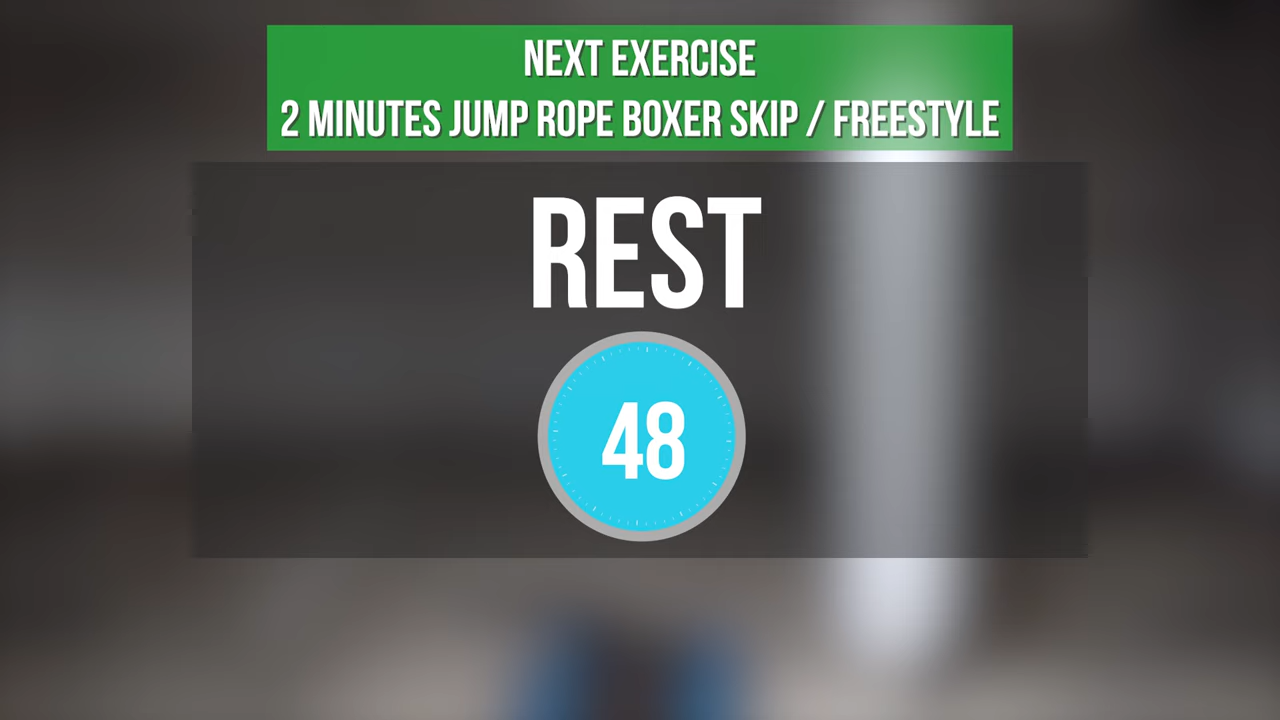 NEXT EXERCISE
2 MINUTES JUMP ROPE BOXER SKIP / FREESTYLE
REST
48